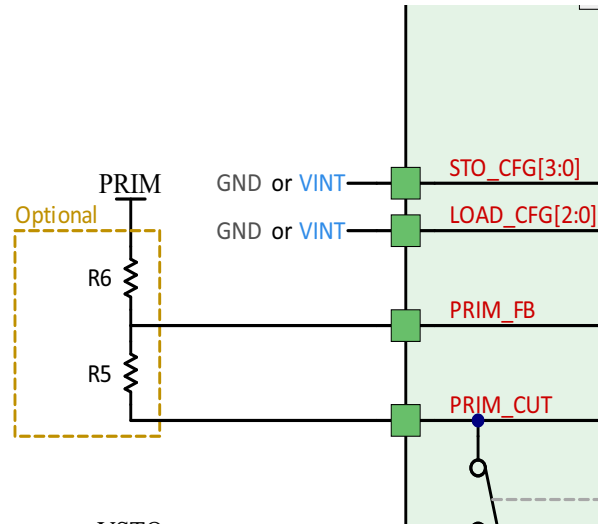 PRIM
GND or VINT
STO_CFG[3:0]
Optional
GND or VINT
LOAD_CFG[2:0]
R6
PRIM_FB
R5
PRIM_CUT